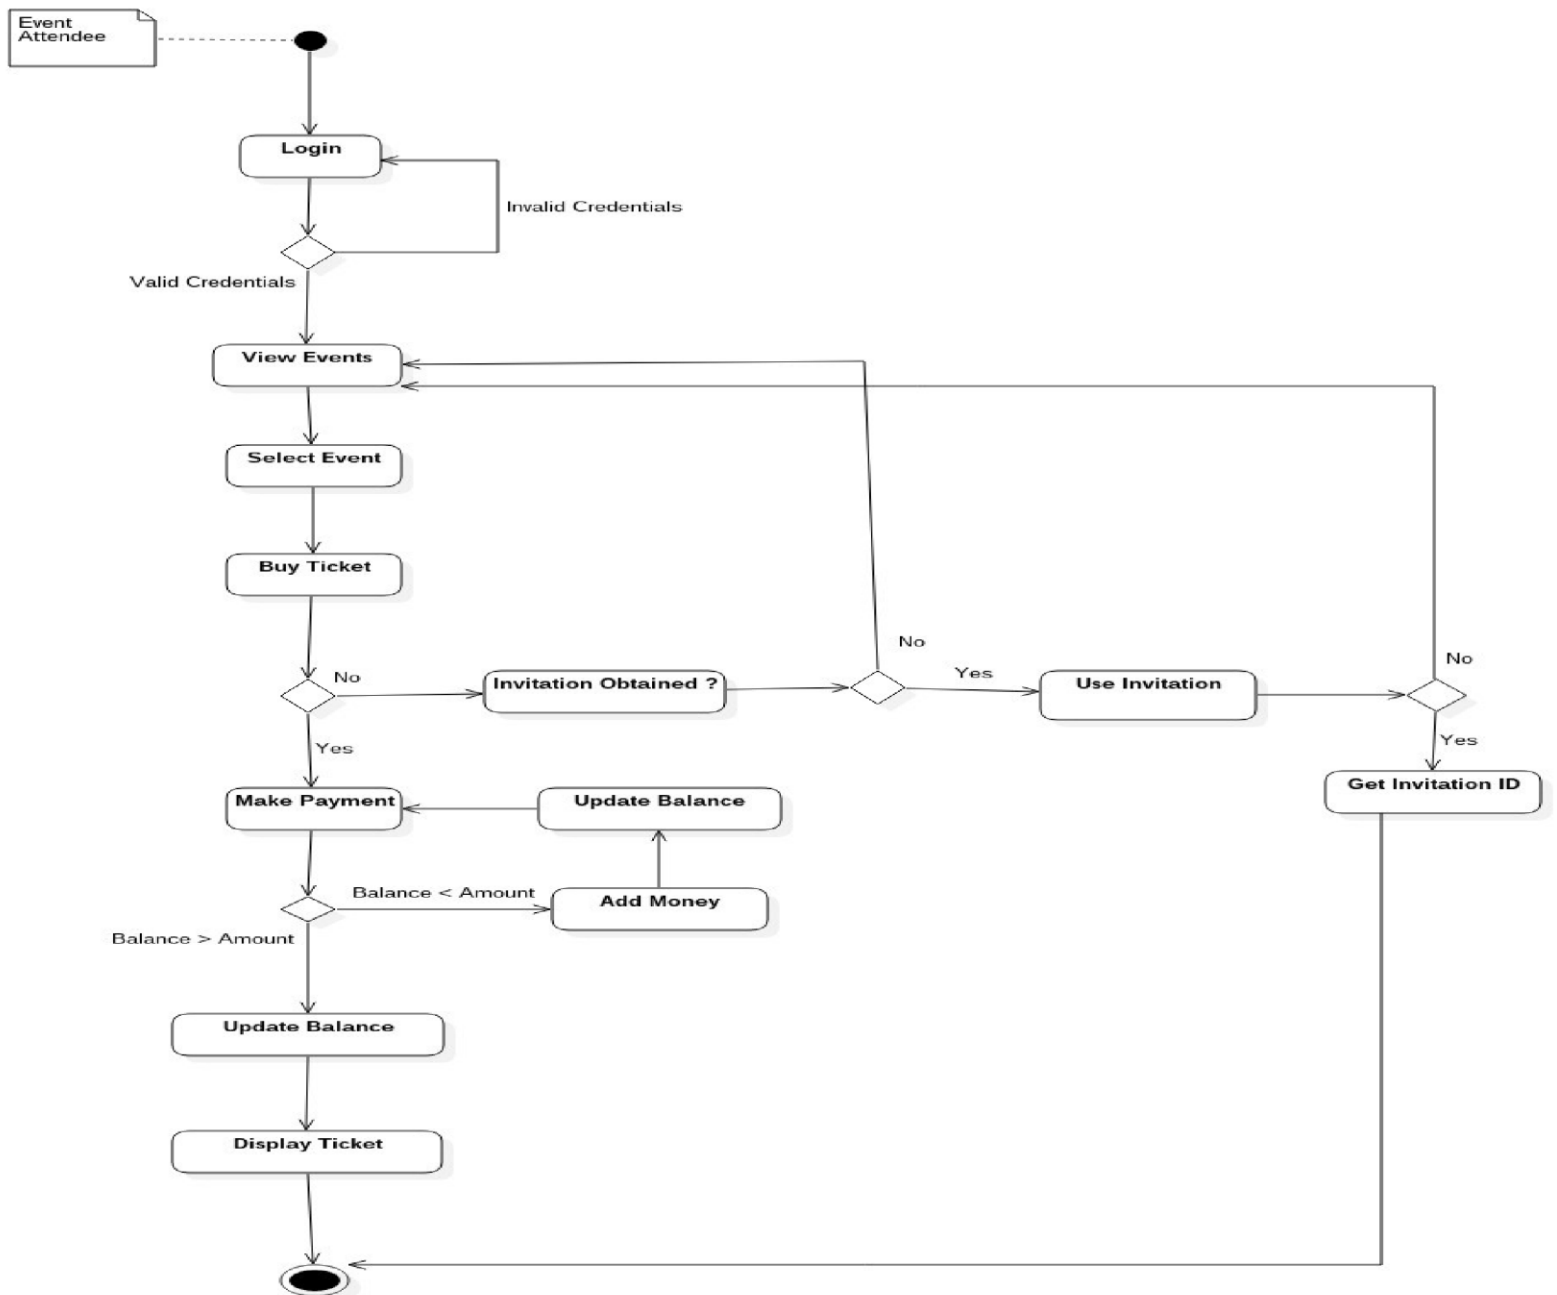 Event
Attendee
Login
Invalid Credentials
Valid Credentials
View Events
Select Event
Buy Ticket
No
No
Invitation Obtained ?
Yes
Use Invitation
No
Yes
Yes
Get Invitation ID
Make Payment
Update Balance
Balance < Amount
Add Money
Balance > Amount
Update Balance
Display Ticket